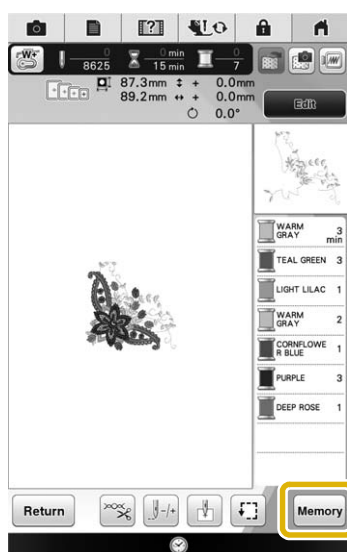 W+
0
8625
0 min
15 min
0
7
87.3mm ↕ + 0.0mm
89.2mm ↔ + 0.0mm
0.0°
Edit
WARM GRAY 3 min
TEAL GREEN 3
LIGHT LILAC 1
WARM GRAY 2
CORNFLOWE R BLUE 1
PURPLE 3
DEEP ROSE 1
Return
-/+
Memory